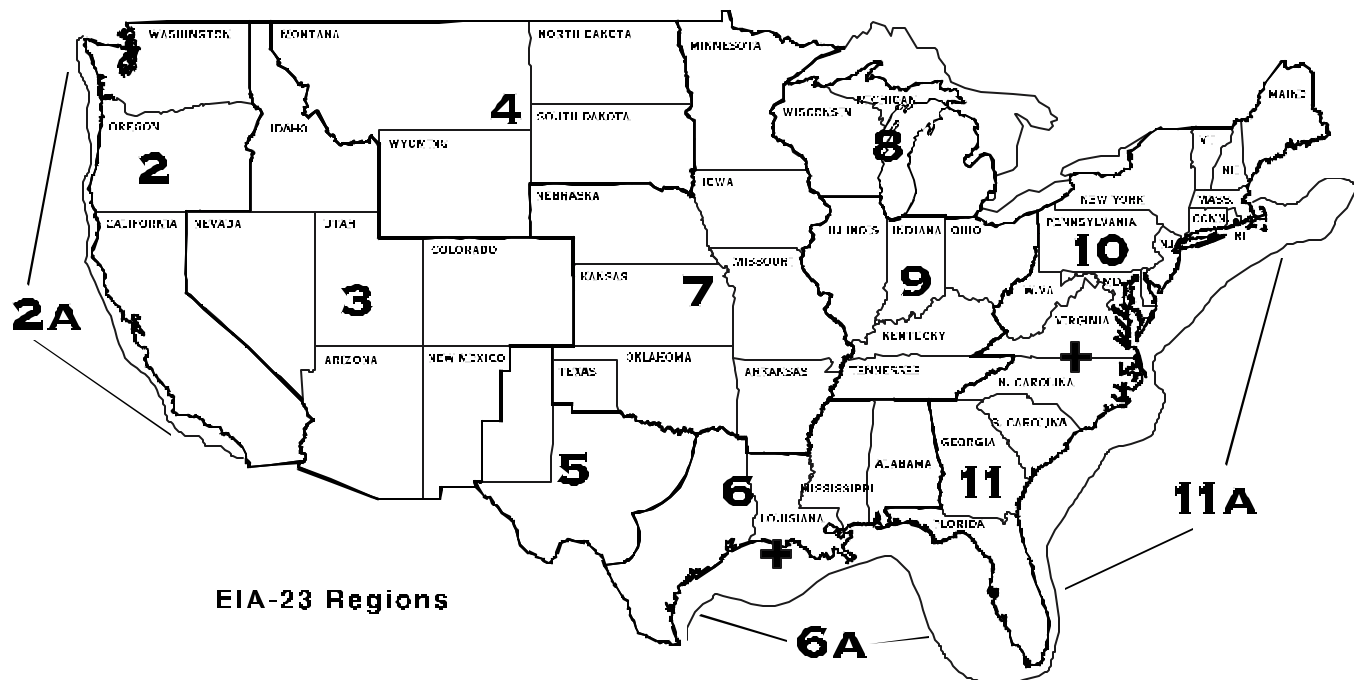 WASHINGTON
MONTANA
NORTH DAKOTA
MINNESOTA
MAINE
4
MICHIGAN
WISCONSIN
SOUTH DAKOTA
OREGON
IDAHO
WYOMING
8
2
IOWA
NEBRASKA
NEW YORK
MASS.
CONN
RI
CALIFORNIA
NEVADA
UTAH
ILLINOIS
INDIANA
OHIO
PENNSYLVANIA
10
NJ
COLORADO
MISSOURI
KANSAS
7
9
W.VA
MD
3
2A
VIRGINIA
KENTUCKY
+
ARIZONA
NEW MEXICO
OKLAHOMA
TEXAS
ARKANSAS
TENNESSEE
N. CAROLINA
S. CAROLINA
GEORGIA
ALABAMA
5
6
11
MISSISSIPPI
11A
LOUISIANA
FLORIDA
+
EIA-23 Regions
6A